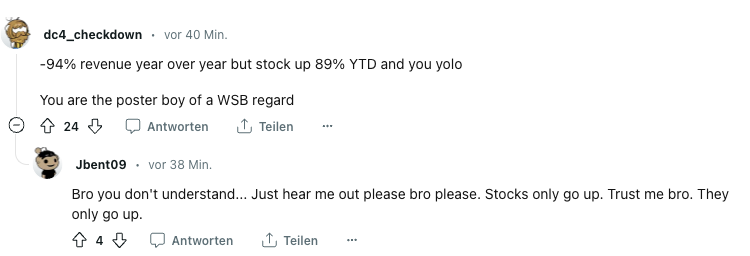 dc4_checkdown · vor 40 Min.
-94% revenue year over year but stock up 89% YTD and you yolo
You are the poster boy of a WSB regard
24 Antworten Teilen ...
Jbent09 · vor 38 Min.
Bro you don't understand... Just hear me out please bro please. Stocks only go up. Trust me bro. They
only go up.
4 Antworten Teilen ...